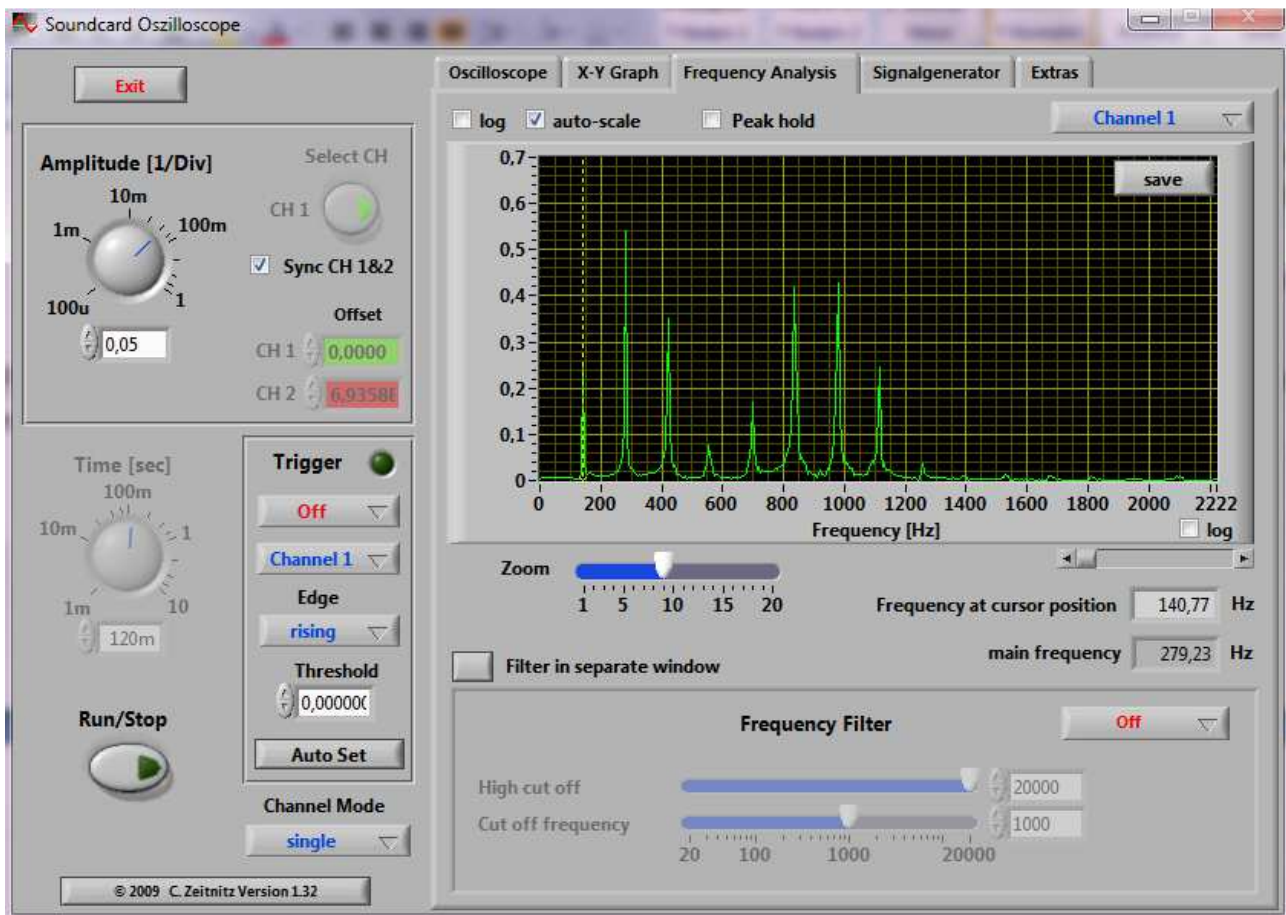 Soundcard Oszilloscope
Exit
Amplitude [1/Div]
10m
1m
100m
100u
1
0,05
Select CH
CH 1
Sync CH 1&2
Offset
CH 1 0,0000
CH 2 6,93588
Time [sec]
100m
10m
1
1m
10
120m
Run/Stop
Trigger
Off
Channel 1
Edge
rising
Threshold
0,00000(
Auto Set
Channel Mode
single
© 2009 C. Zeitnitz Version 1.32
Oscilloscope X-Y Graph Frequency Analysis Signalgenerator Extras
log auto-scale Peak hold Channel 1
save
0,7
0,6
0,5
0,4
0,3
0,2
0,1
0
0 200 400 600 800 1000 1200 1400 1600 1800 2000 2222
Frequency [Hz]
log
Zoom
1 5 10 15 20
Frequency at cursor position 140,77 Hz
main frequency 279,23 Hz
Filter in separate window
Frequency Filter Off
High cut off 20000
Cut off frequency 1000
20 100 1000 20000